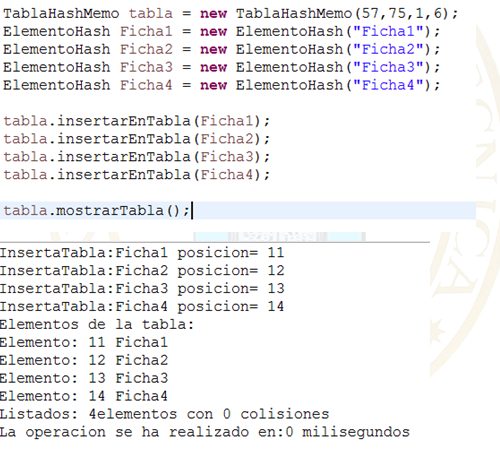 TablaHashMemo tabla = new TablaHashMemo(57,75,1,6);
ElementoHash Ficha1 = new ElementoHash("Ficha1");
ElementoHash Ficha2 = new ElementoHash("Ficha2");
ElementoHash Ficha3 = new ElementoHash("Ficha3");
ElementoHash Ficha4 = new ElementoHash("Ficha4");
tabla.insertarEnTabla(Ficha1);
tabla.insertarEnTabla(Ficha2);
tabla.insertarEnTabla(Ficha3);
tabla.insertarEnTabla(Ficha4);
tabla.mostrarTabla();
InsertaTabla:Ficha1 posicion= 11
InsertaTabla:Ficha2 posicion= 12
InsertaTabla:Ficha3 posicion= 13
InsertaTabla:Ficha4 posicion= 14
Elementos de la tabla:
Elemento: 11 Ficha1
Elemento: 12 Ficha2
Elemento: 13 Ficha3
Elemento: 14 Ficha4
Listados: 4elementos con 0 colisiones
La operacion se ha realizado en:0 milisegundos